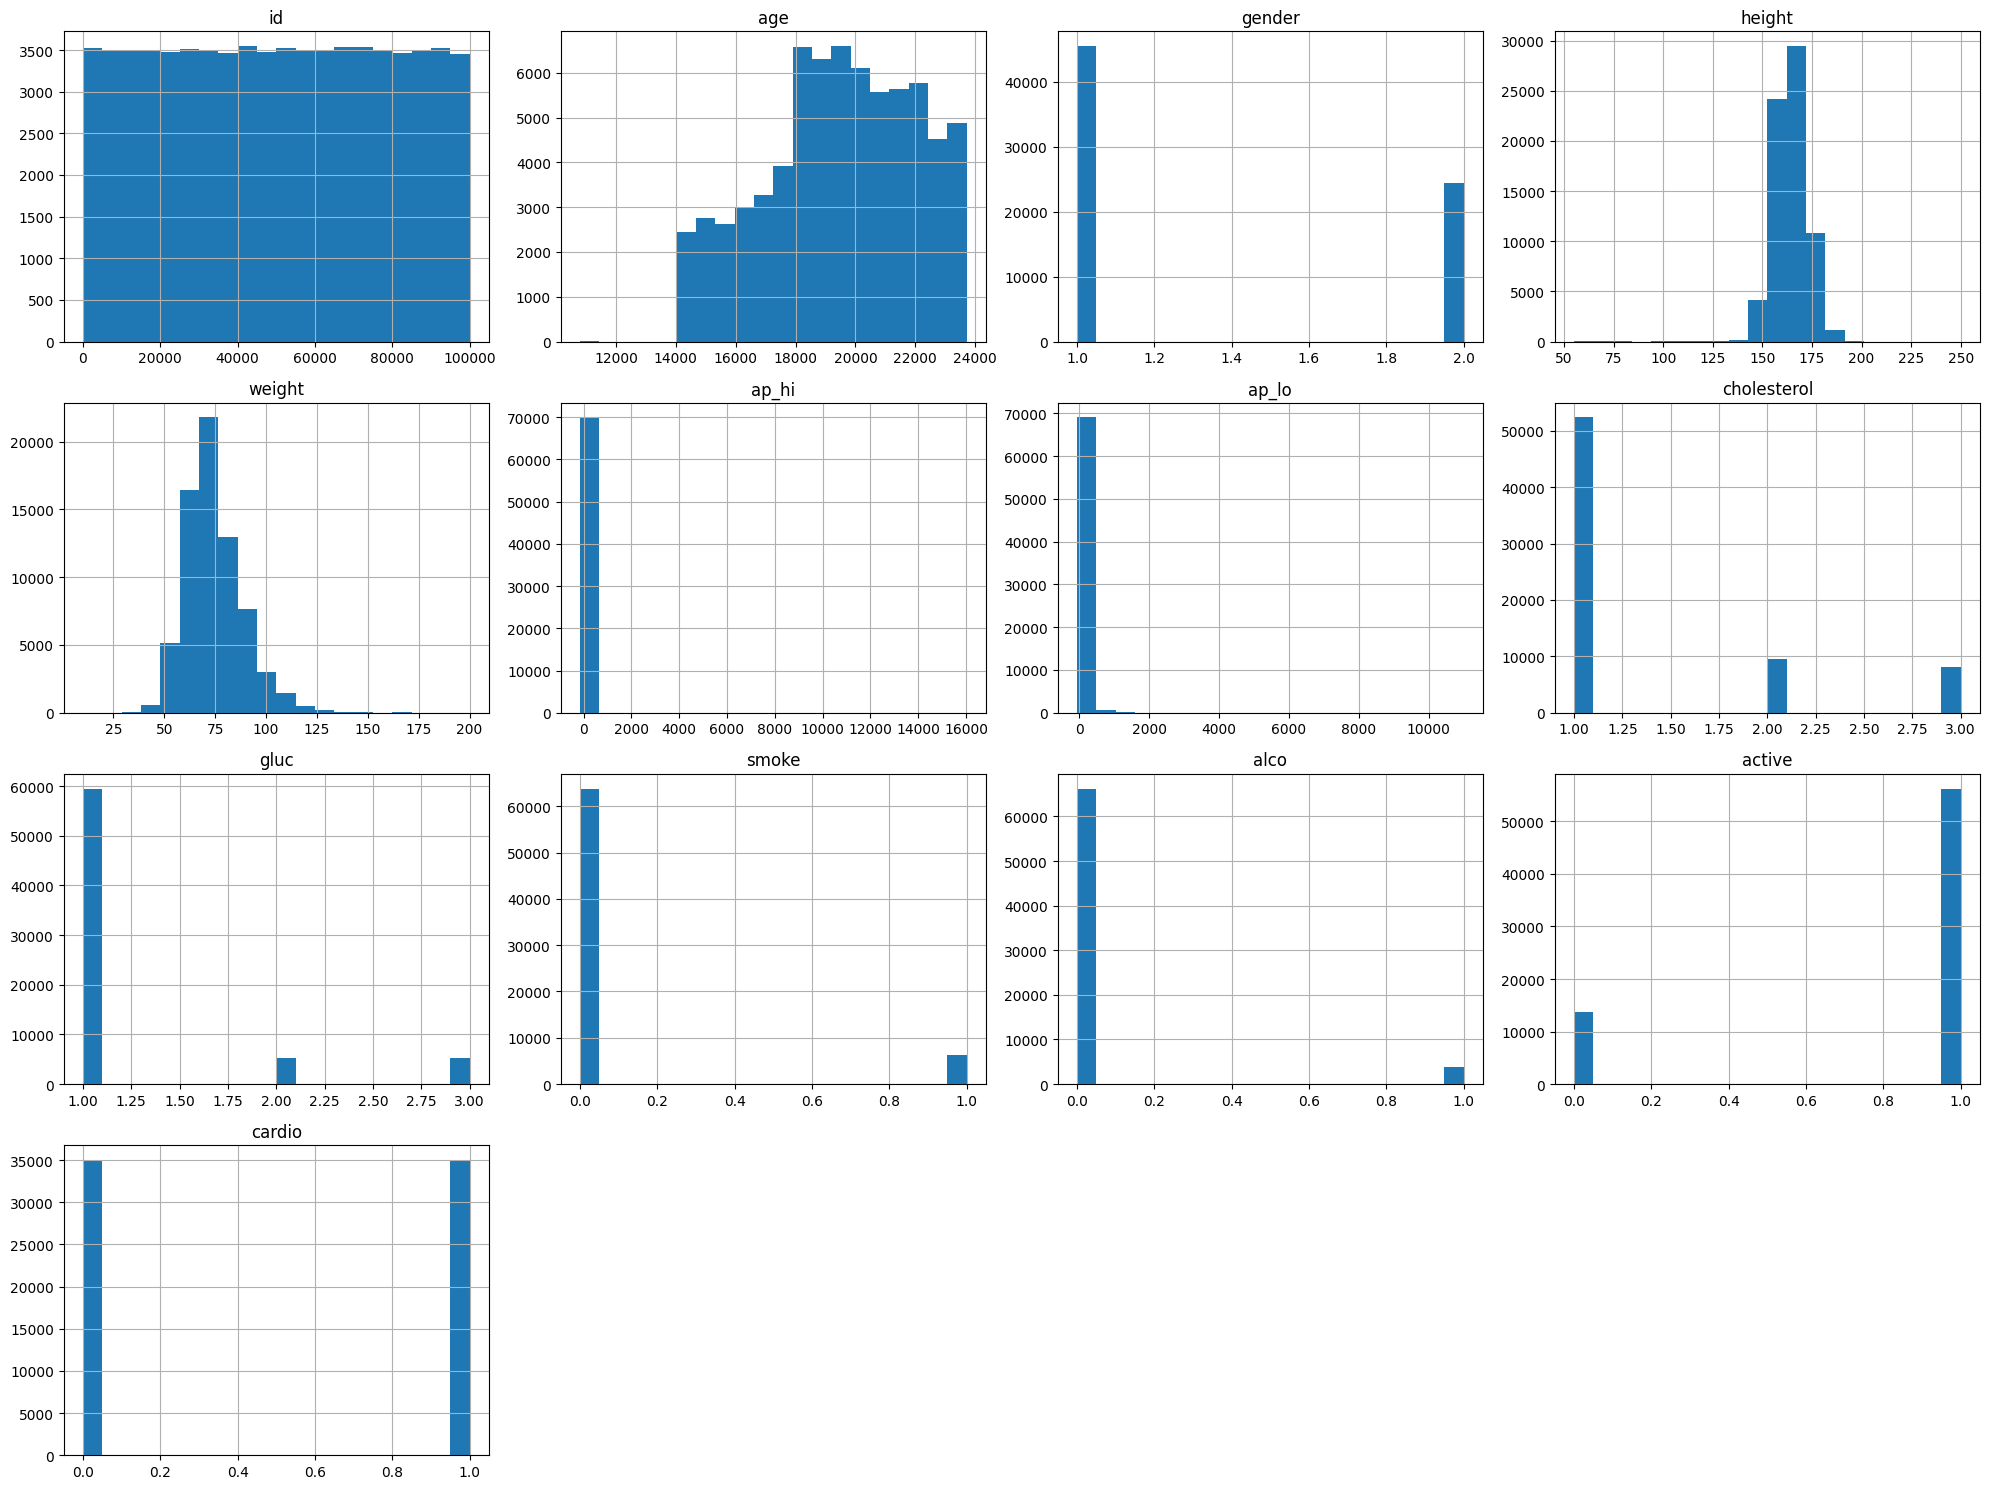 id age gender height
3500 3000 2500 2000 1500 1000 500 0
0 20000 40000 60000 80000 100000
6000 5000 4000 3000 2000 1000 0
12000 14000 16000 18000 20000 22000 24000
40000 30000 20000 10000 0
1.0 1.2 1.4 1.6 1.8 2.0
30000 25000 20000 15000 10000 5000 0
50 75 100 125 150 175 200 225 250
weight ap_hi ap_lo cholesterol
20000 15000 10000 5000 0
25 50 75 100 125 150 175 200
70000 60000 50000 40000 30000 20000 10000 0
0 2000 4000 6000 8000 10000 12000 14000 16000
70000 60000 50000 40000 30000 20000 10000 0
0 2000 4000 6000 8000 10000
50000 40000 30000 20000 10000 0
1.00 1.25 1.50 1.75 2.00 2.25 2.50 2.75 3.00
gluc smoke alco active
60000 50000 40000 30000 20000 10000 0
1.00 1.25 1.50 1.75 2.00 2.25 2.50 2.75 3.00
60000 50000 40000 30000 20000 10000 0
0.0 0.2 0.4 0.6 0.8 1.0
60000 50000 40000 30000 20000 10000 0
0.0 0.2 0.4 0.6 0.8 1.0
50000 40000 30000 20000 10000 0
0.0 0.2 0.4 0.6 0.8 1.0
cardio
35000 30000 25000 20000 15000 10000 5000 0
0.0 0.2 0.4 0.6 0.8 1.0